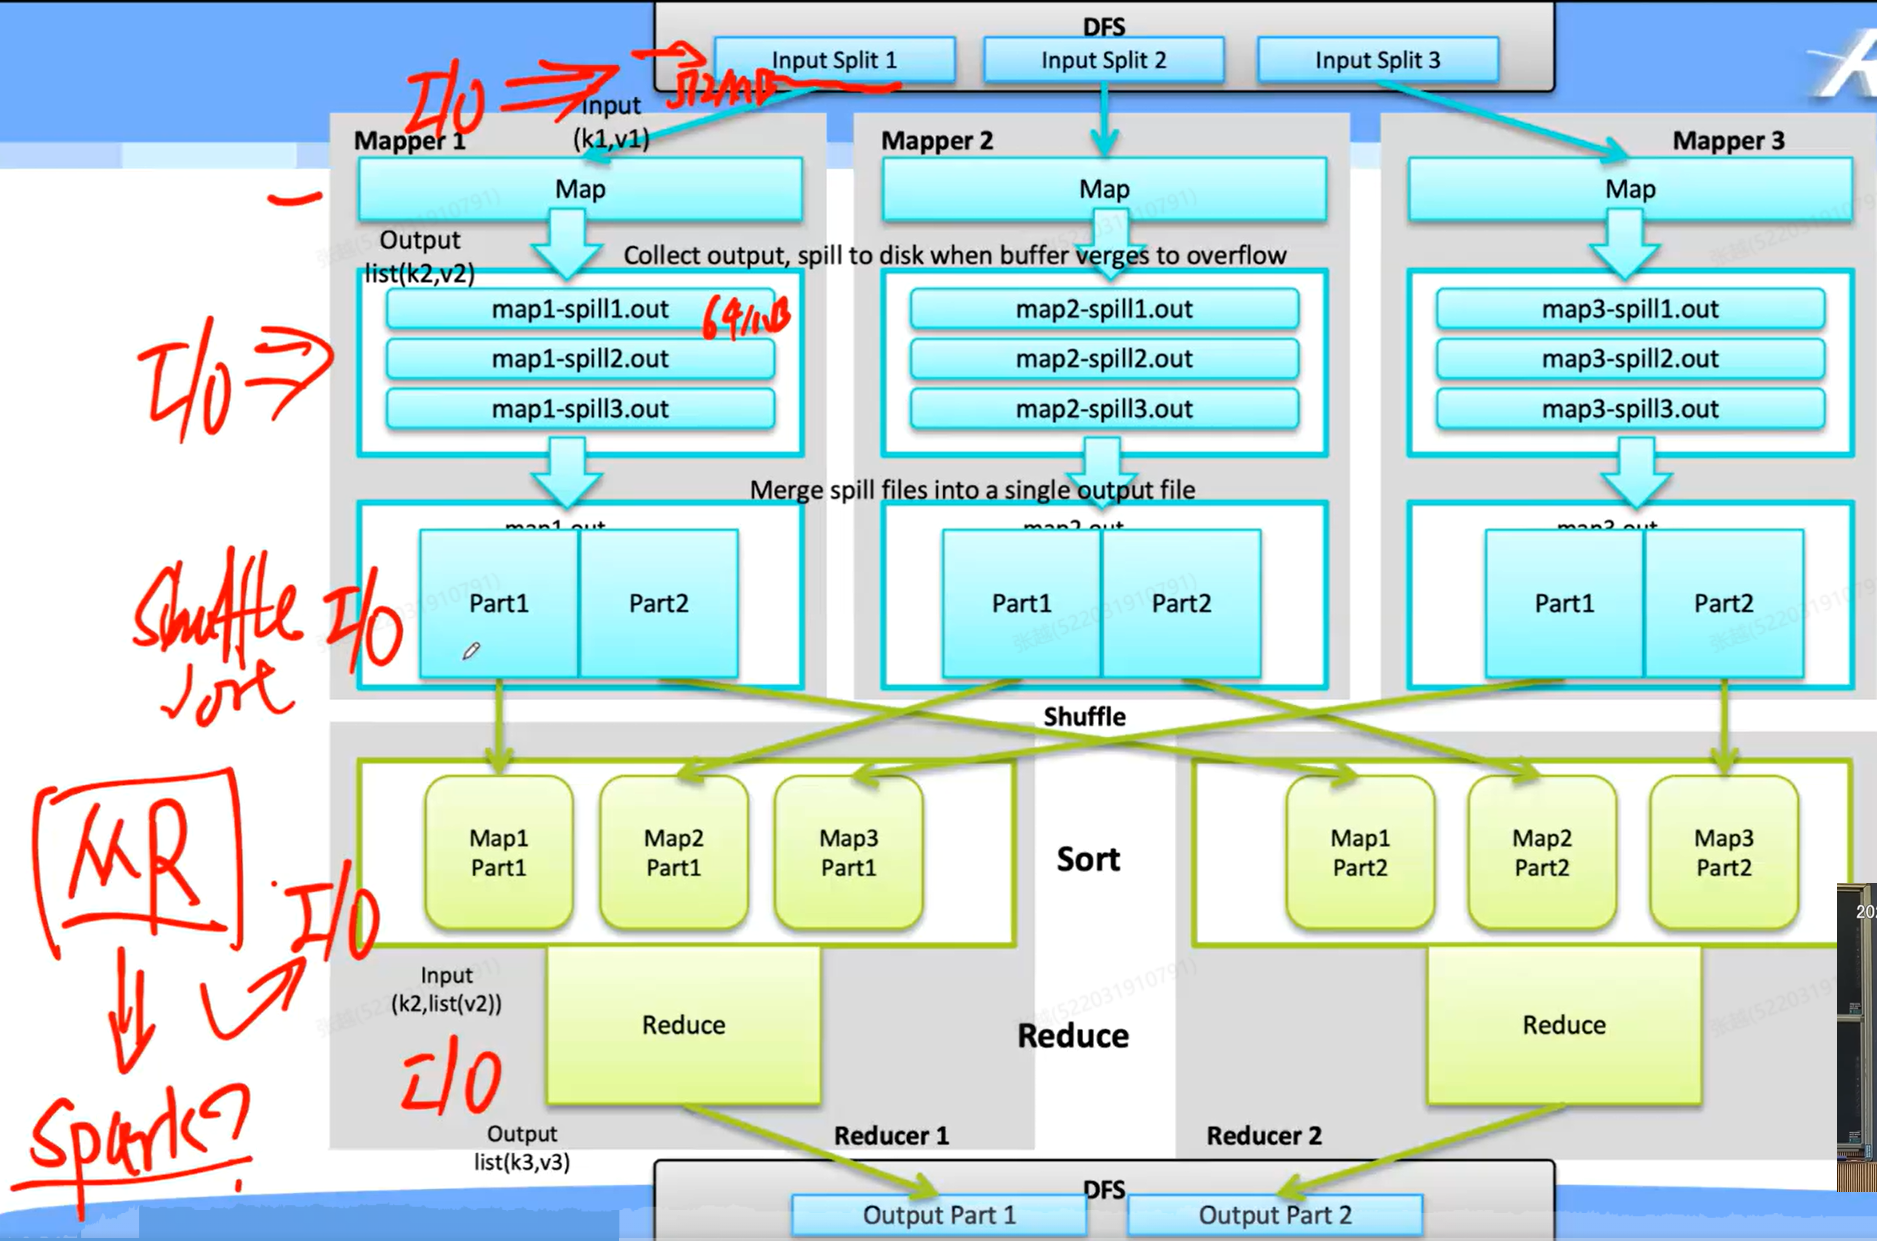 DFS
Input Split 1
Input Split 2
Input Split 3
I/O
512MB
Input
(k1,v1)
Mapper 1
Mapper 2
Mapper 3
Map
Map
Map
Output
list(k2,v2)
Collect output, spill to disk when buffer verges to overflow
map1-spill1.out
64MB
map2-spill1.out
map3-spill1.out
I/O
map1-spill2.out
map2-spill2.out
map3-spill2.out
map1-spill3.out
map2-spill3.out
map3-spill3.out
Merge spill files into a single output file
map1.out
map2.out
map3.out
Shuffle
sort
I/O
Part1
Part2
Part1
Part2
Part1
Part2
张越(522031910791)
Shuffle
MR
I/O
Map1
Part1
Map2
Part1
Map3
Part1
Sort
Map1
Part2
Map2
Part2
Map3
Part2
Input
(k2,list(v2))
Reduce
Reduce
Reduce
I/O
Spark?
Output
list(k3,v3)
Reducer 1
Reducer 2
DFS
Output Part 1
Output Part 2